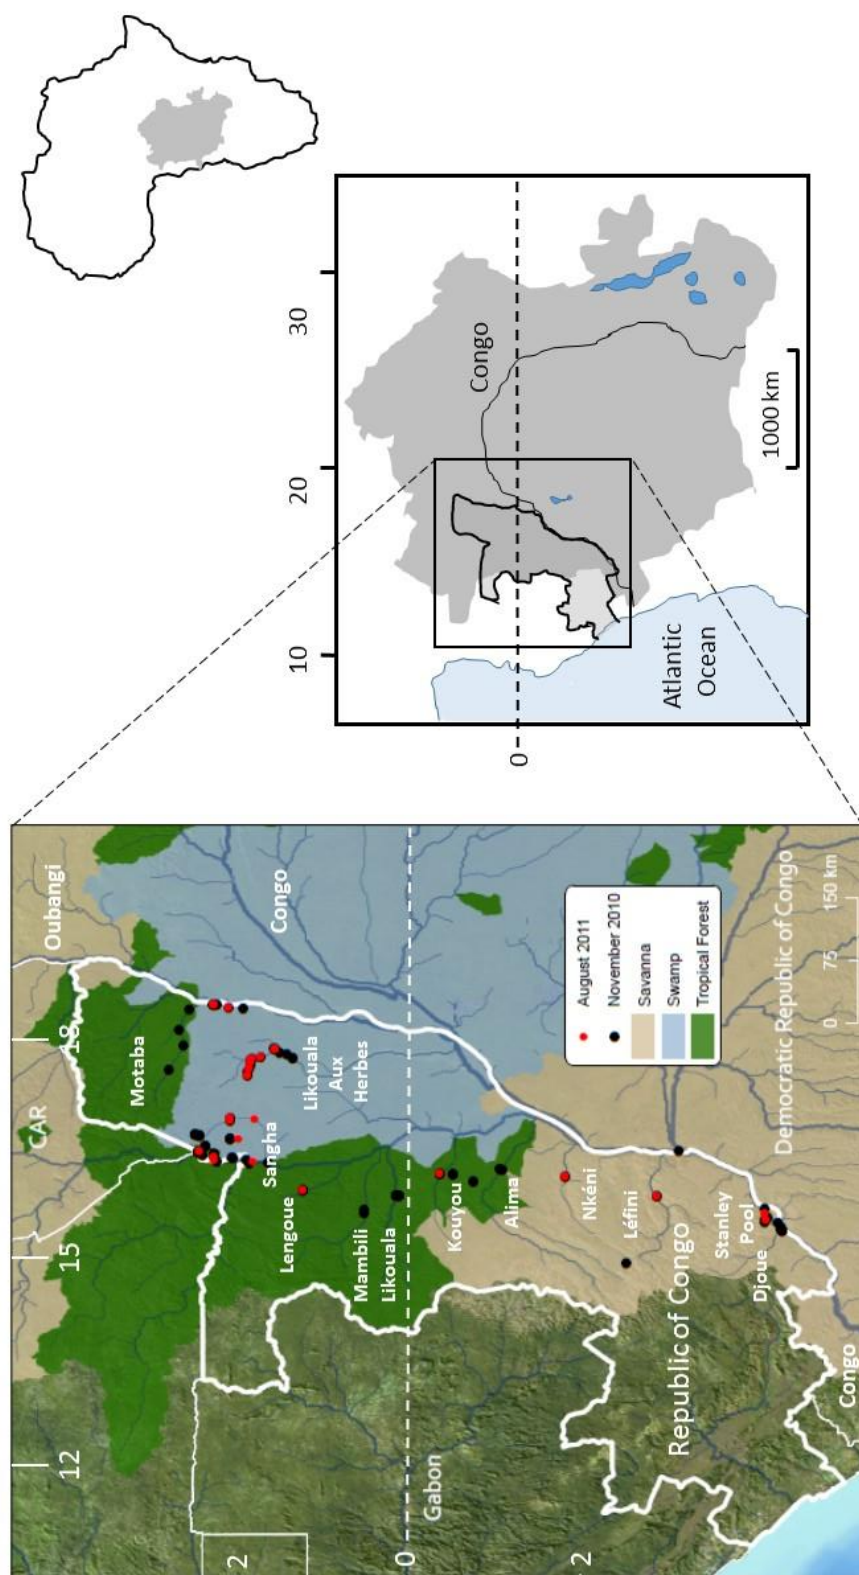 12
15
18
2
0
2
CAR
Oubangi
Motaba
Sangha
Likouala
Aux
Herbes
Congo
Lengoue
Mambili
Likouala
Kouyou
Alima
Gabon
Nkéni
Léfini
Stanley
Pool
Djoue
Republic of Congo
Democratic Republic of Congo
Congo
August 2011
November 2010
Savanna
Swamp
Tropical Forest
0
75
150 km
10
20
30
0
Congo
Atlantic
Ocean
1000 km